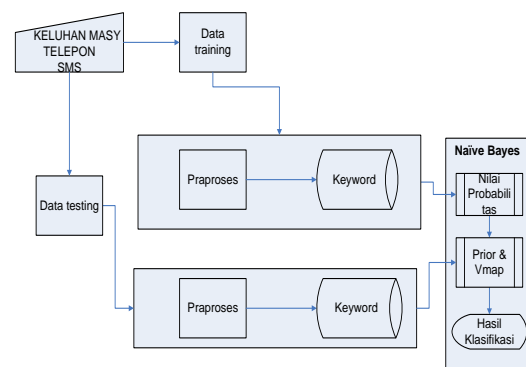 KELUHAN MASY
TELEPON
SMS
Data
training
Praproses
Keyword
Data testing
Praproses
Keyword
Naïve Bayes
Nilai
Probabili
tas
Prior &
Vmap
Hasil
Klasifikasi